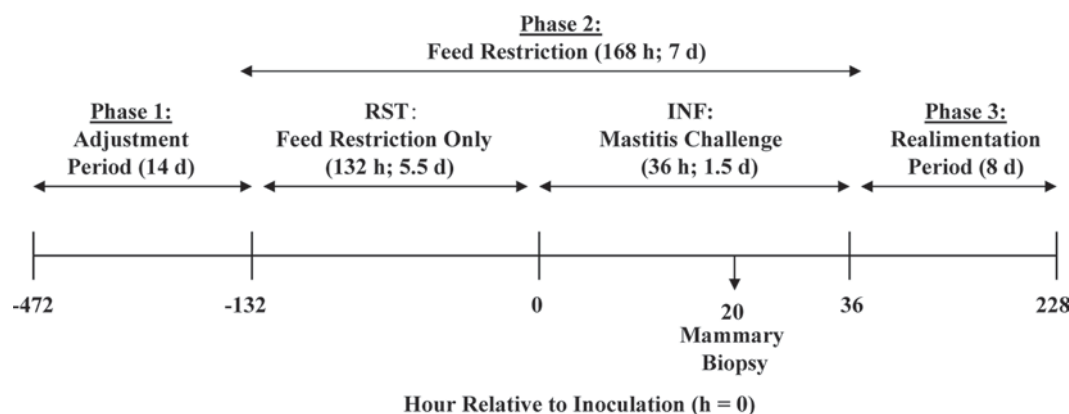 Phase 2:
Feed Restriction (168 h; 7 d)
Phase 1:
Adjustment
Period (14 d)
RST:
Feed Restriction Only
(132 h; 5.5 d)
INF:
Mastitis Challenge
(36 h; 1.5 d)
Phase 3:
Realimentation
Period (8 d)
-472
-132
0
20
36
228
Mammary
Biopsy
Hour Relative to Inoculation (h = 0)